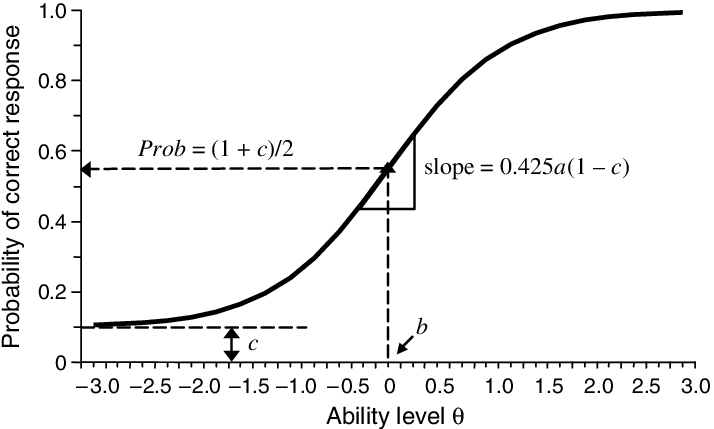 Probability of correct response
1.0
0.8
0.6
0.4
0.2
0
Prob = (1 + c)/2
slope = 0.425a(1 – c)
c
b
–3.0 –2.5 –2.0 –1.5 –1.0 –0.5 0 0.5 1.0 1.5 2.0 2.5 3.0
Ability level θ